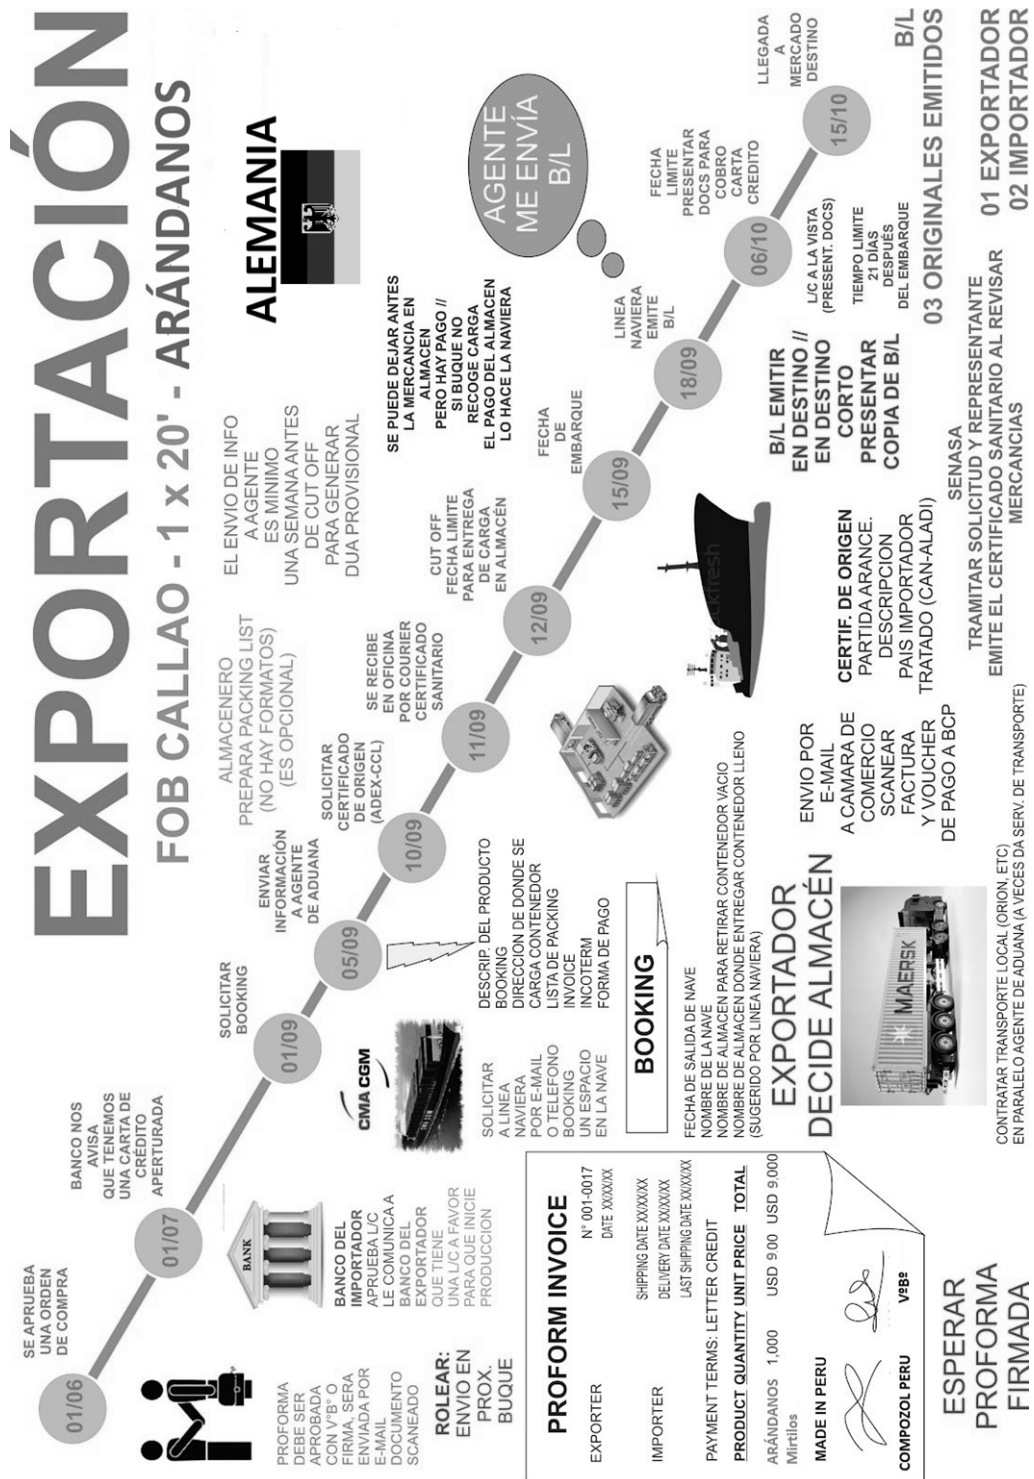 EXPORTACIÓN
FOB CALLAO - 1 x 20' - ARÁNDANOS
ALEMANIA
SE APRUEBA
UNA ORDEN
DE COMPRA
01/06
PROFORMA
DEBE SER
APROBADA
CON V°B° O
FIRMA, SERA
ENVIADA POR
E-MAIL
DOCUMENTO
SCANEADO
ROLEAR:
ENVIO EN
PROX.
BUQUE
BANCO NOS
AVISA
QUE TENEMOS
UNA CARTA DE
CRÉDITO
APERTURADA
01/07
BANK
BANCO DEL
IMPORTADOR
APRUEBA L/C
LE COMUNICA A
BANCO DEL
EXPORTADOR
QUE TIENE
UNA L/C A FAVOR
PARA QUE INICIE
PRODUCCION
SOLICITAR
BOOKING
01/09
CMA CGM
SOLICITAR
A LINEA
NAVIERA
POR E-MAIL
O TELEFONO
BOOKING
UN ESPACIO
EN LA NAVE
ENVIAR
INFORMACIÓN
A AGENTE
DE ADUANA
05/09
DESCRIP. DEL PRODUCTO
BOOKING
DIRECCION DE DONDE SE
CARGA CONTENEDOR
LISTA DE PACKING
INVOICE
INCOTERM
FORMA DE PAGO
BOOKING
FECHA DE SALIDA DE NAVE
NOMBRE DE LA NAVE
NOMBRE DE ALMACEN PARA RETIRAR CONTENEDOR VACIO
NOMBRE DE ALMACEN DONDE ENTREGAR CONTENEDOR LLENO
(SUGERIDO POR LINEA NAVIERA)
EXPORTADOR
DECIDE ALMACÉN
MAERSK
CONTRATAR TRANSPORTE LOCAL (ORION, ETC)
EN PARALELO AGENTE DE ADUANA (A VECES DA SERV. DE TRANSPORTE)
ALMACENERO
PREPARA PACKING LIST
(NO HAY FORMATOS)
(ES OPCIONAL)
SOLICITAR
CERTIFICADO
DE ORIGEN
(ADEX-CCL)
10/09
SE RECIBE
EN OFICINA
POR COURIER
CERTIFICADO
SANITARIO
11/09
EL ENVIO DE INFO
A AGENTE
ES MINIMO
UNA SEMANA ANTES
DE CUT OFF
PARA GENERAR
DUA PROVISIONAL
CUT OFF
FECHA LIMITE
PARA ENTREGA
DE CARGA
EN ALMACÉN
12/09
SE PUEDE DEJAR ANTES
LA MERCANCIA EN
ALMACEN
PERO HAY PAGO //
SI BUQUE NO
RECOGE CARGA
EL PAGO DEL ALMACEN
LO HACE LA NAVIERA
FECHA
DE
EMBARQUE
15/09
LINEA
NAVIERA
EMITE
B/L
18/09
AGENTE
ME ENVÍA
B/L
FECHA
LIMITE
PRESENTAR
DOCS PARA
COBRO
CARTA
CREDITO
06/10
L/C A LA VISTA
(PRESENT. DOCS)
TIEMPO LIMITE
21 DÍAS
DESPUÉS
DEL EMBARQUE
LLEGADA
A
MERCADO
DESTINO
15/10
B/L
03 ORIGINALES EMITIDOS
01 EXPORTADOR
02 IMPORTADOR
B/L EMITIR
EN DESTINO //
EN DESTINO
CORTO
PRESENTAR
COPIA DE B/L
ENVIO POR
E-MAIL
A CAMARA DE
COMERCIO
SCANEAR
FACTURA
Y VOUCHER
DE PAGO A BCP
CERTIF. DE ORIGEN
PARTIDA ARANCE.
DESCRIPCION
PAIS IMPORTADOR
TRATADO (CAN-ALADI)
SENASA
TRAMITAR SOLICITUD Y REPRESENTANTE
EMITE EL CERTIFICADO SANITARIO AL REVISAR
MERCANCIAS
PROFORM INVOICE
EXPORTER
N° 001-0017
DATE XX/XX/XX
IMPORTER
SHIPPING DATE XX/XX/XX
DELIVERY DATE XX/XX/XX
LAST SHIPPING DATE XX/XX/XX
PAYMENT TERMS: LETTER CREDIT
PRODUCT QUANTITY UNIT PRICE TOTAL
ARÁNDANOS 1,000 USD 9.00 USD 9,000
Mirtilos
MADE IN PERU
COMPOZOL PERU VºBº
ESPERAR
PROFORMA
FIRMADA